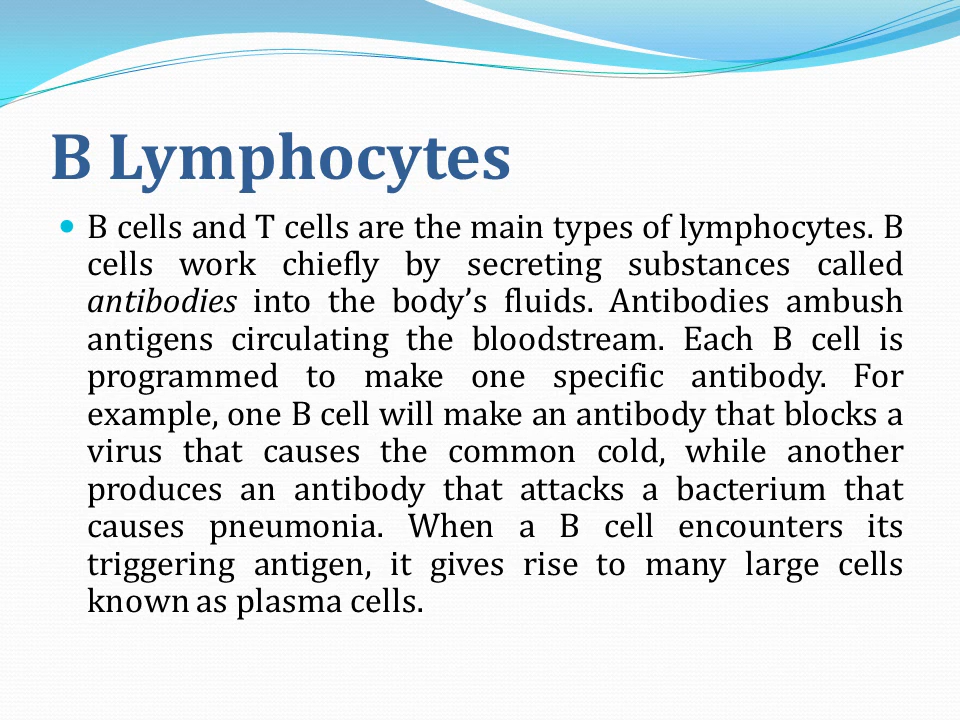 B Lymphocytes
• B cells and T cells are the main types of lymphocytes. B
cells work chiefly by secreting substances called
antibodies into the body’s fluids. Antibodies ambush
antigens circulating the bloodstream. Each B cell is
programmed to make one specific antibody. For
example, one B cell will make an antibody that blocks a
virus that causes the common cold, while another
produces an antibody that attacks a bacterium that
causes pneumonia. When a B cell encounters its
triggering antigen, it gives rise to many large cells
known as plasma cells.